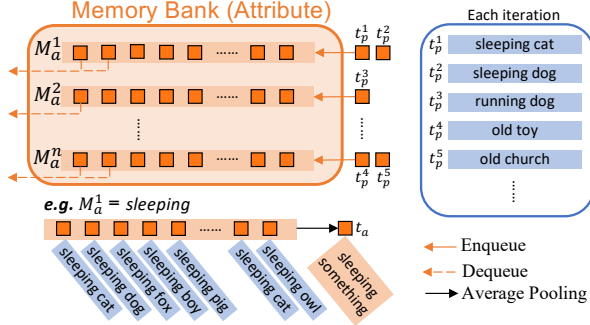 Memory Bank (Attribute)
M_a^1 ...... t_p^1 t_p^2
M_a^2 ...... t_p^3
......
M_a^n ...... t_p^4 t_p^5
Each iteration
t_p^1 sleeping cat
t_p^2 sleeping dog
t_p^3 running dog
t_p^4 old toy
t_p^5 old church
......
e.g. M_a^1 = sleeping
...... t_a
sleeping cat
sleeping dog
sleeping fox
sleeping boy
sleeping pig
sleeping cat
sleeping owl
sleeping something
Enqueue
Dequeue
Average Pooling